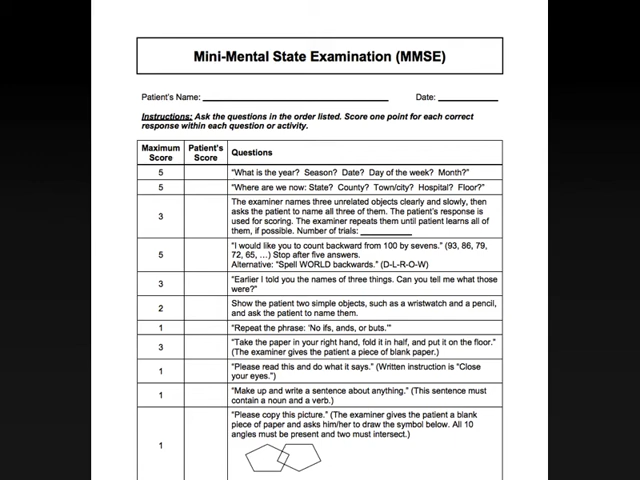 Mini-Mental State Examination (MMSE)
Patient's Name: Date:
Instructions: Ask the questions in the order listed. Score one point for each correct
response within each question or activity.
Maximum Score Patient's Score Questions
5 "What is the year? Season? Date? Day of the week? Month?"
5 "Where are we now: State? County? Town/city? Hospital? Floor?"
3 The examiner names three unrelated objects clearly and slowly, then
asks the patient to name all three of them. The patient's response is
used for scoring. The examiner repeats them until patient learns all of
them, if possible. Number of trials:
5 "I would like you to count backward from 100 by sevens." (93, 86, 79,
72, 65, …) Stop after five answers.
Alternative: "Spell WORLD backwards." (D-L-R-O-W)
3 "Earlier I told you the names of three things. Can you tell me what those
were?"
2 Show the patient two simple objects, such as a wristwatch and a pencil,
and ask the patient to name them.
1 "Repeat the phrase: 'No ifs, ands, or buts.'"
3 "Take the paper in your right hand, fold it in half, and put it on the floor."
(The examiner gives the patient a piece of blank paper.)
1 "Please read this and do what it says." (Written instruction is "Close
your eyes.")
1 "Make up and write a sentence about anything." (This sentence must
contain a noun and a verb.)
1 "Please copy this picture." (The examiner gives the patient a blank
piece of paper and asks him/her to draw the symbol below. All 10
angles must be present and two must intersect.)